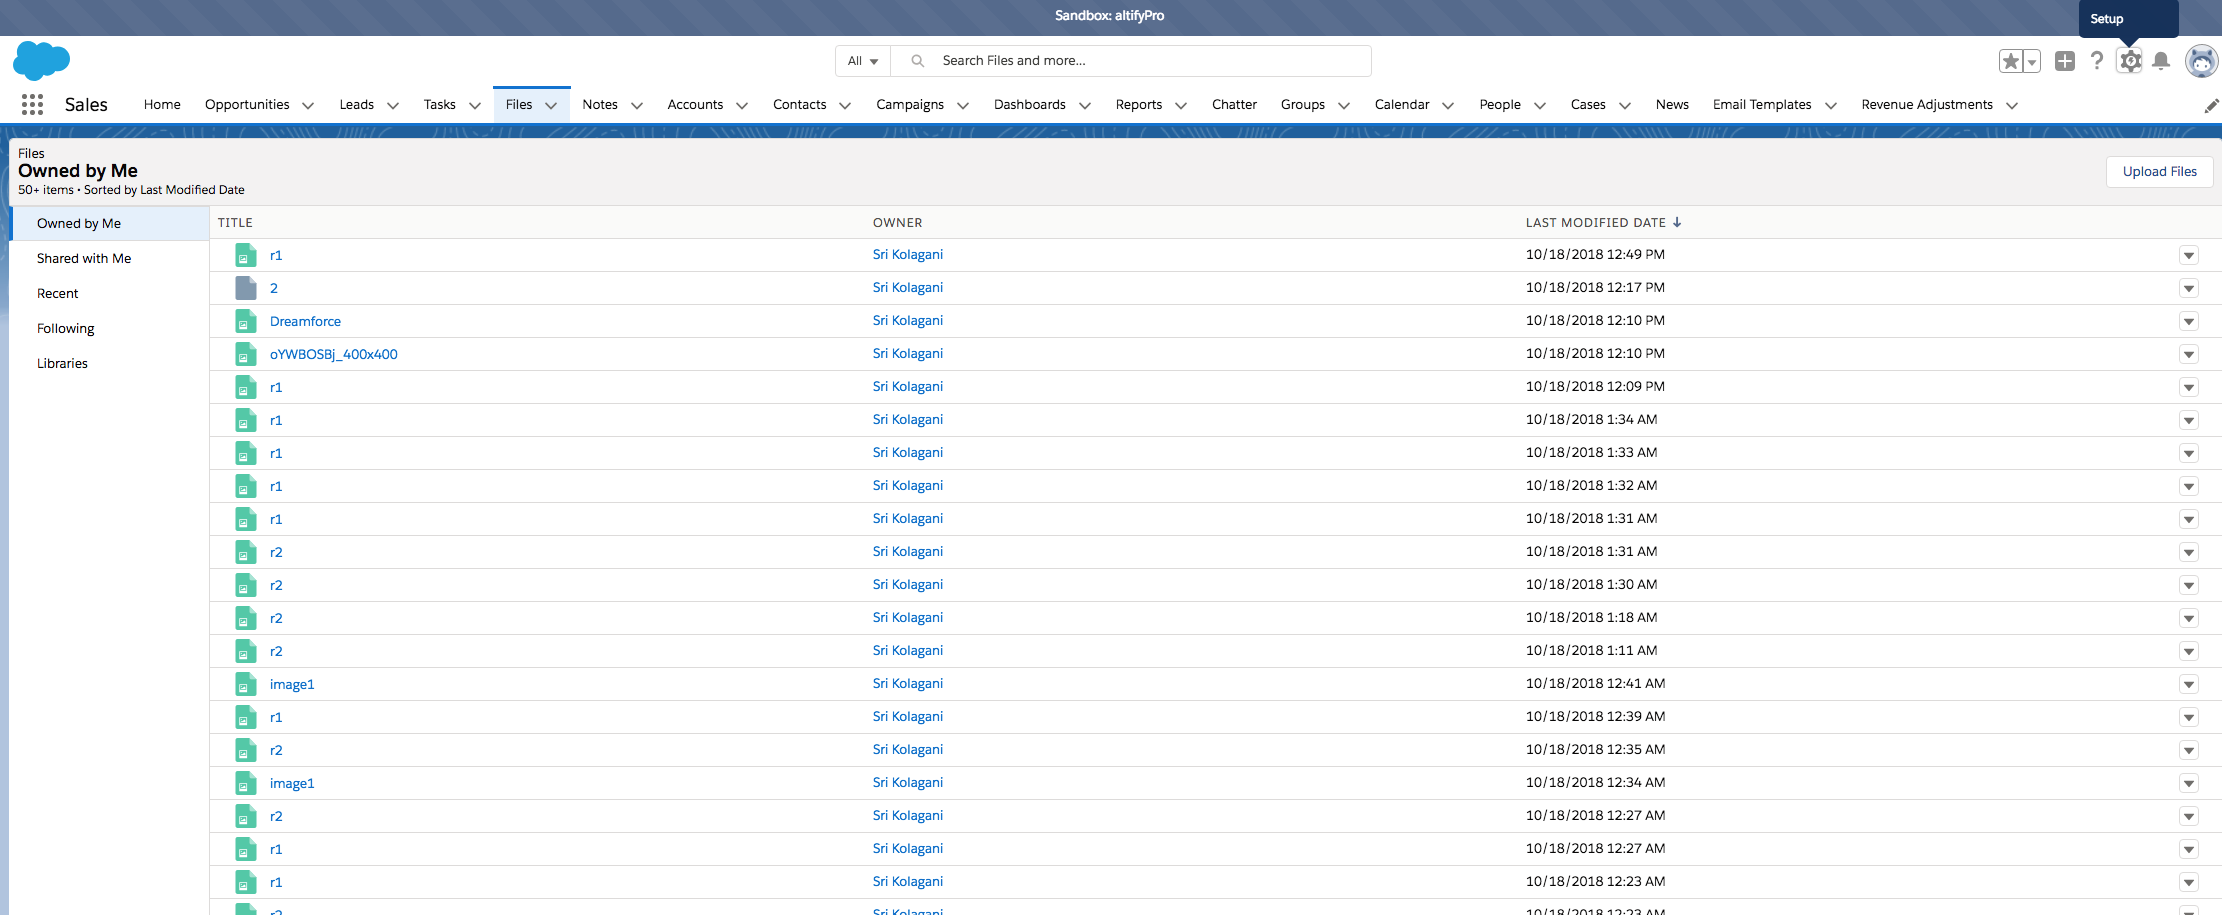 Sandbox: altifyPro
Setup
All
Search Files and more...
Sales Home Opportunities Leads Tasks Files Notes Accounts Contacts Campaigns Dashboards Reports Chatter Groups Calendar People Cases News Email Templates Revenue Adjustments
Files
Owned by Me
50+ items • Sorted by Last Modified Date
Upload Files
Owned by Me
Shared with Me
Recent
Following
Libraries
TITLE OWNER LAST MODIFIED DATE
r1 Sri Kolagani 10/18/2018 12:49 PM
2 Sri Kolagani 10/18/2018 12:17 PM
Dreamforce Sri Kolagani 10/18/2018 12:10 PM
oYWBOSBj_400x400 Sri Kolagani 10/18/2018 12:10 PM
r1 Sri Kolagani 10/18/2018 12:09 PM
r1 Sri Kolagani 10/18/2018 1:34 AM
r1 Sri Kolagani 10/18/2018 1:33 AM
r1 Sri Kolagani 10/18/2018 1:32 AM
r1 Sri Kolagani 10/18/2018 1:31 AM
r2 Sri Kolagani 10/18/2018 1:31 AM
r2 Sri Kolagani 10/18/2018 1:30 AM
r2 Sri Kolagani 10/18/2018 1:18 AM
r2 Sri Kolagani 10/18/2018 1:11 AM
image1 Sri Kolagani 10/18/2018 12:41 AM
r1 Sri Kolagani 10/18/2018 12:39 AM
r2 Sri Kolagani 10/18/2018 12:35 AM
image1 Sri Kolagani 10/18/2018 12:34 AM
r2 Sri Kolagani 10/18/2018 12:27 AM
r1 Sri Kolagani 10/18/2018 12:27 AM
r1 Sri Kolagani 10/18/2018 12:23 AM
r2 Sri Kolagani 10/18/2018 12:23 AM